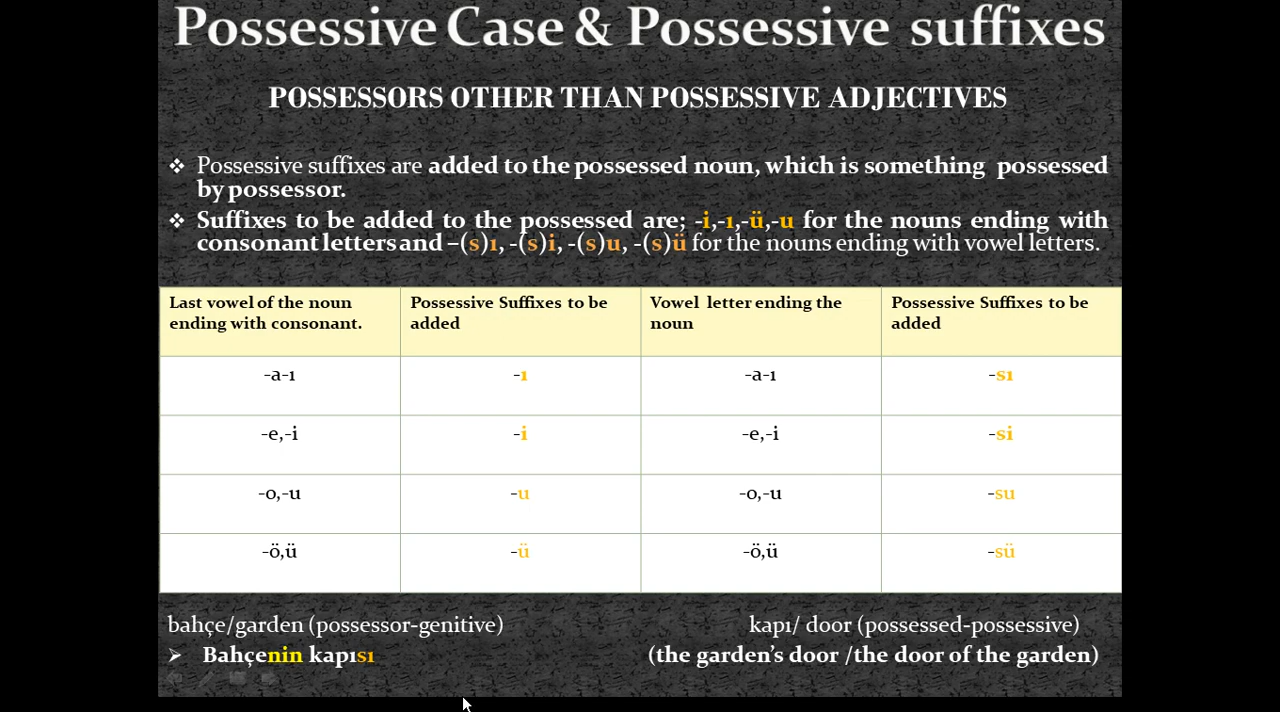 Possessive Case & Possessive suffixes
POSSESSORS OTHER THAN POSSESSIVE ADJECTIVES
❖ Possessive suffixes are added to the possessed noun, which is something possessed
by possessor.
❖ Suffixes to be added to the possessed are; -i,-ı,-ü,-u for the nouns ending with
consonant letters and –(s)ı, -(s)i, -(s)u, -(s)ü for the nouns ending with vowel letters.
Last vowel of the noun
ending with consonant.
Possessive Suffixes to be
added
Vowel letter ending the
noun
Possessive Suffixes to be
added
-a-ı -ı -a-ı -sı
-e,-i -i -e,-i -si
-o,-u -u -o,-u -su
-ö,ü -ü -ö,ü -sü
bahçe/garden (possessor-genitive) kapı/ door (possessed-possessive)
➢ Bahçenin kapısı (the garden’s door /the door of the garden)